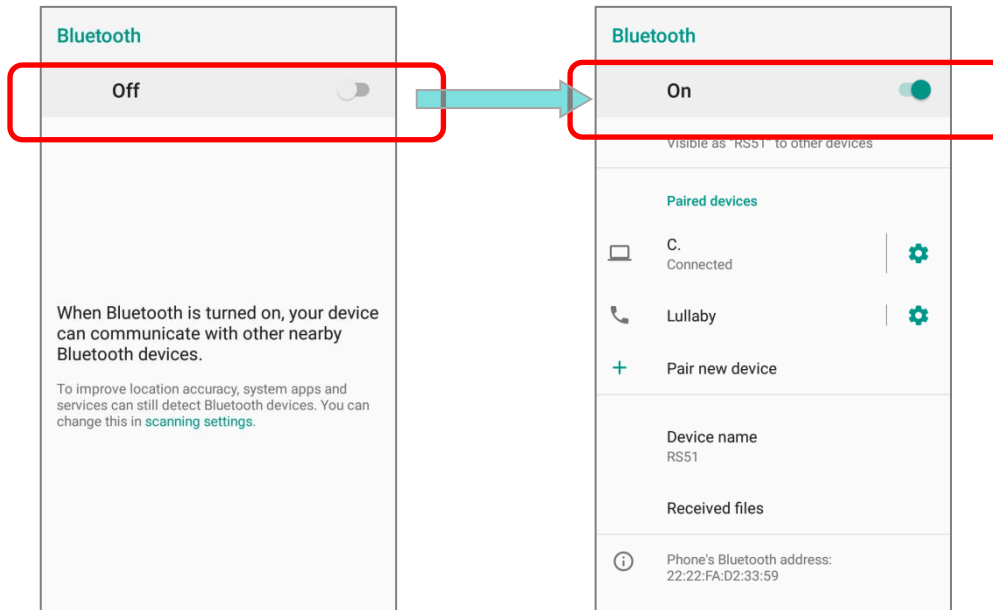 Bluetooth
Off
When Bluetooth is turned on, your device
can communicate with other nearby
Bluetooth devices.
To improve location accuracy, system apps and
services can still detect Bluetooth devices. You can
change this in scanning settings.
Bluetooth
On
Visible as "RS51" to other devices
Paired devices
C.
Connected
Lullaby
+ Pair new device
Device name
RS51
Received files
Phone's Bluetooth address:
22:22:FA:D2:33:59